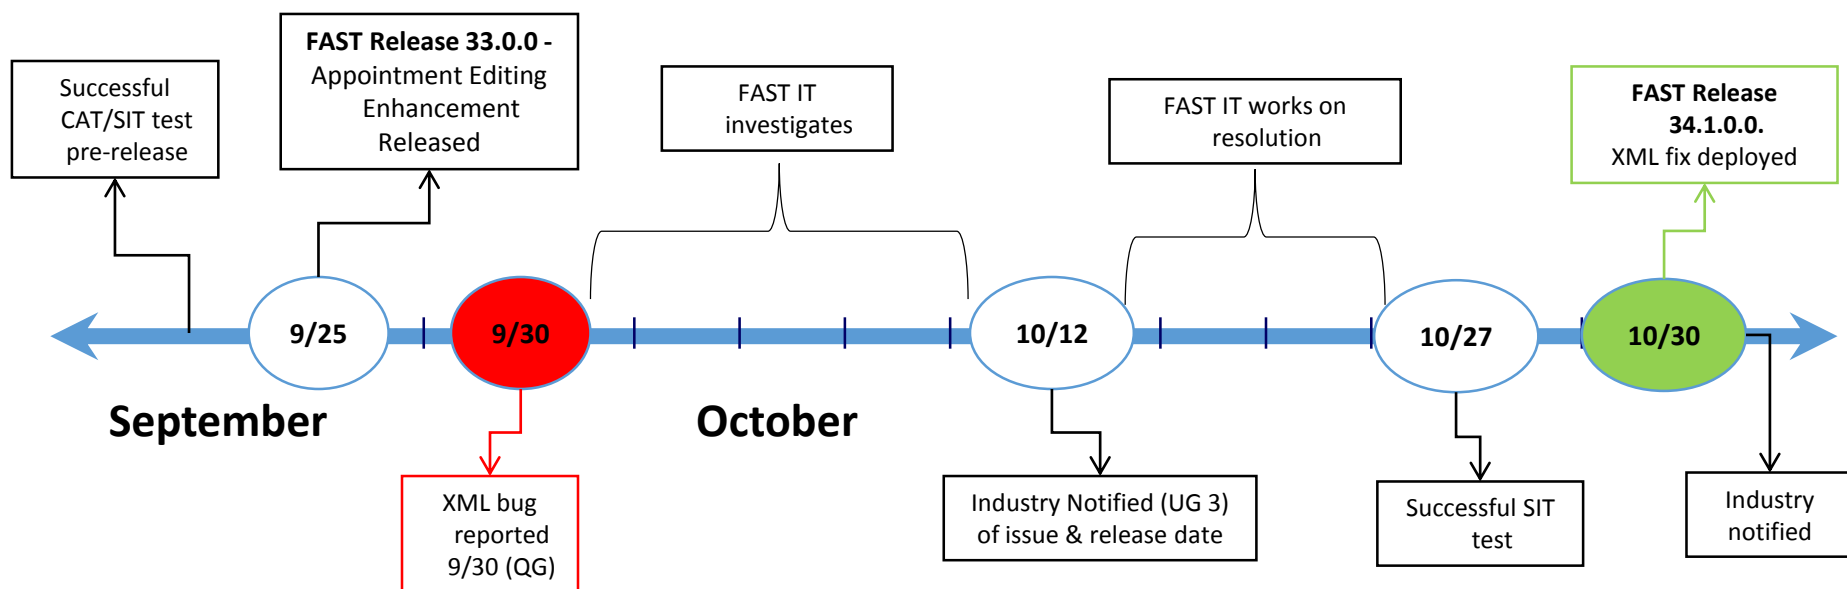 Successful
CAT/SIT test
pre-release
FAST Release 33.0.0 -
Appointment Editing
Enhancement
Released
FAST IT
investigates
FAST IT works on
resolution
FAST Release
34.1.0.0.
XML fix deployed
9/25
9/30
10/12
10/27
10/30
September
October
XML bug
reported
9/30 (QG)
Industry Notified (UG 3)
of issue & release date
Successful SIT
test
Industry
notified